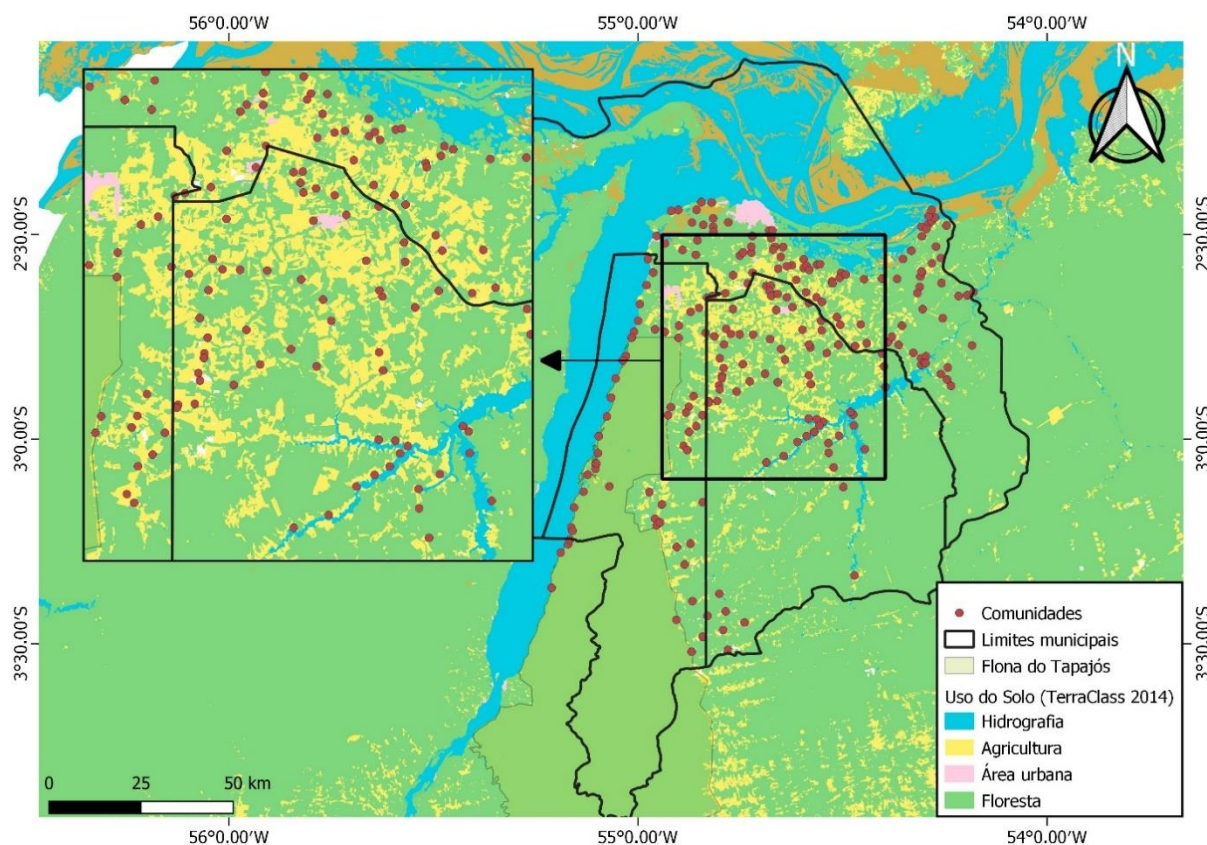 56°0.00′W 55°0.00′W 54°0.00′W
N
2°30.00′S 2°30.00′S
3°0.00′S 3°0.00′S
3°30.00′S 3°30.00′S
Comunidades
Limites municipais
Flona do Tapajós
Uso do Solo (TerraClass 2014)
Hidrografia
Agricultura
Área urbana
Floresta
0 25 50 km
56°0.00′W 55°0.00′W 54°0.00′W